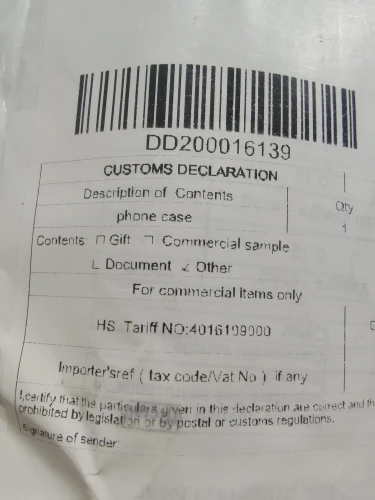 DD200016139
CUSTOMS DECLARATION
Description of Contents
Qty
phone case
1
Contents: Gift Commercial sample
Document ✓ Other
For commercial items only
HS Tariff NO:4016109000
Importer'sref ( tax code/Vat No ) if any
I,certify that the particulars given in this declaration are correct and
prohibited by legislation or by postal or customs regulations.
Signature of sender